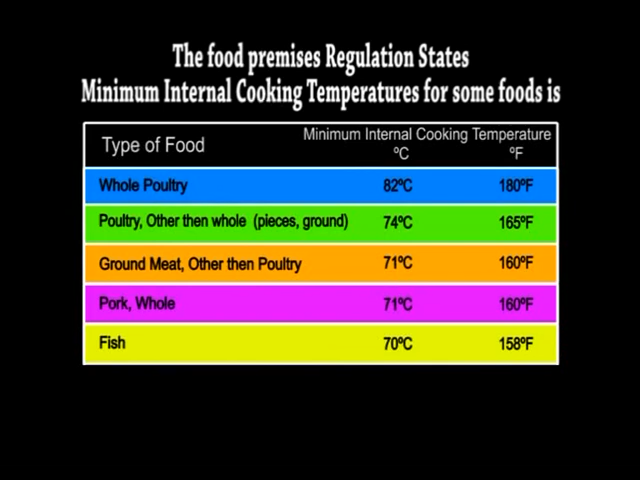 The food premises Regulation States
Minimum Internal Cooking Temperatures for some foods is
Type of Food Minimum Internal Cooking Temperature
ºC ºF
Whole Poultry 82ºC 180ºF
Poultry, Other then whole (pieces, ground) 74ºC 165ºF
Ground Meat, Other then Poultry 71ºC 160ºF
Pork, Whole 71ºC 160ºF
Fish 70ºC 158ºF